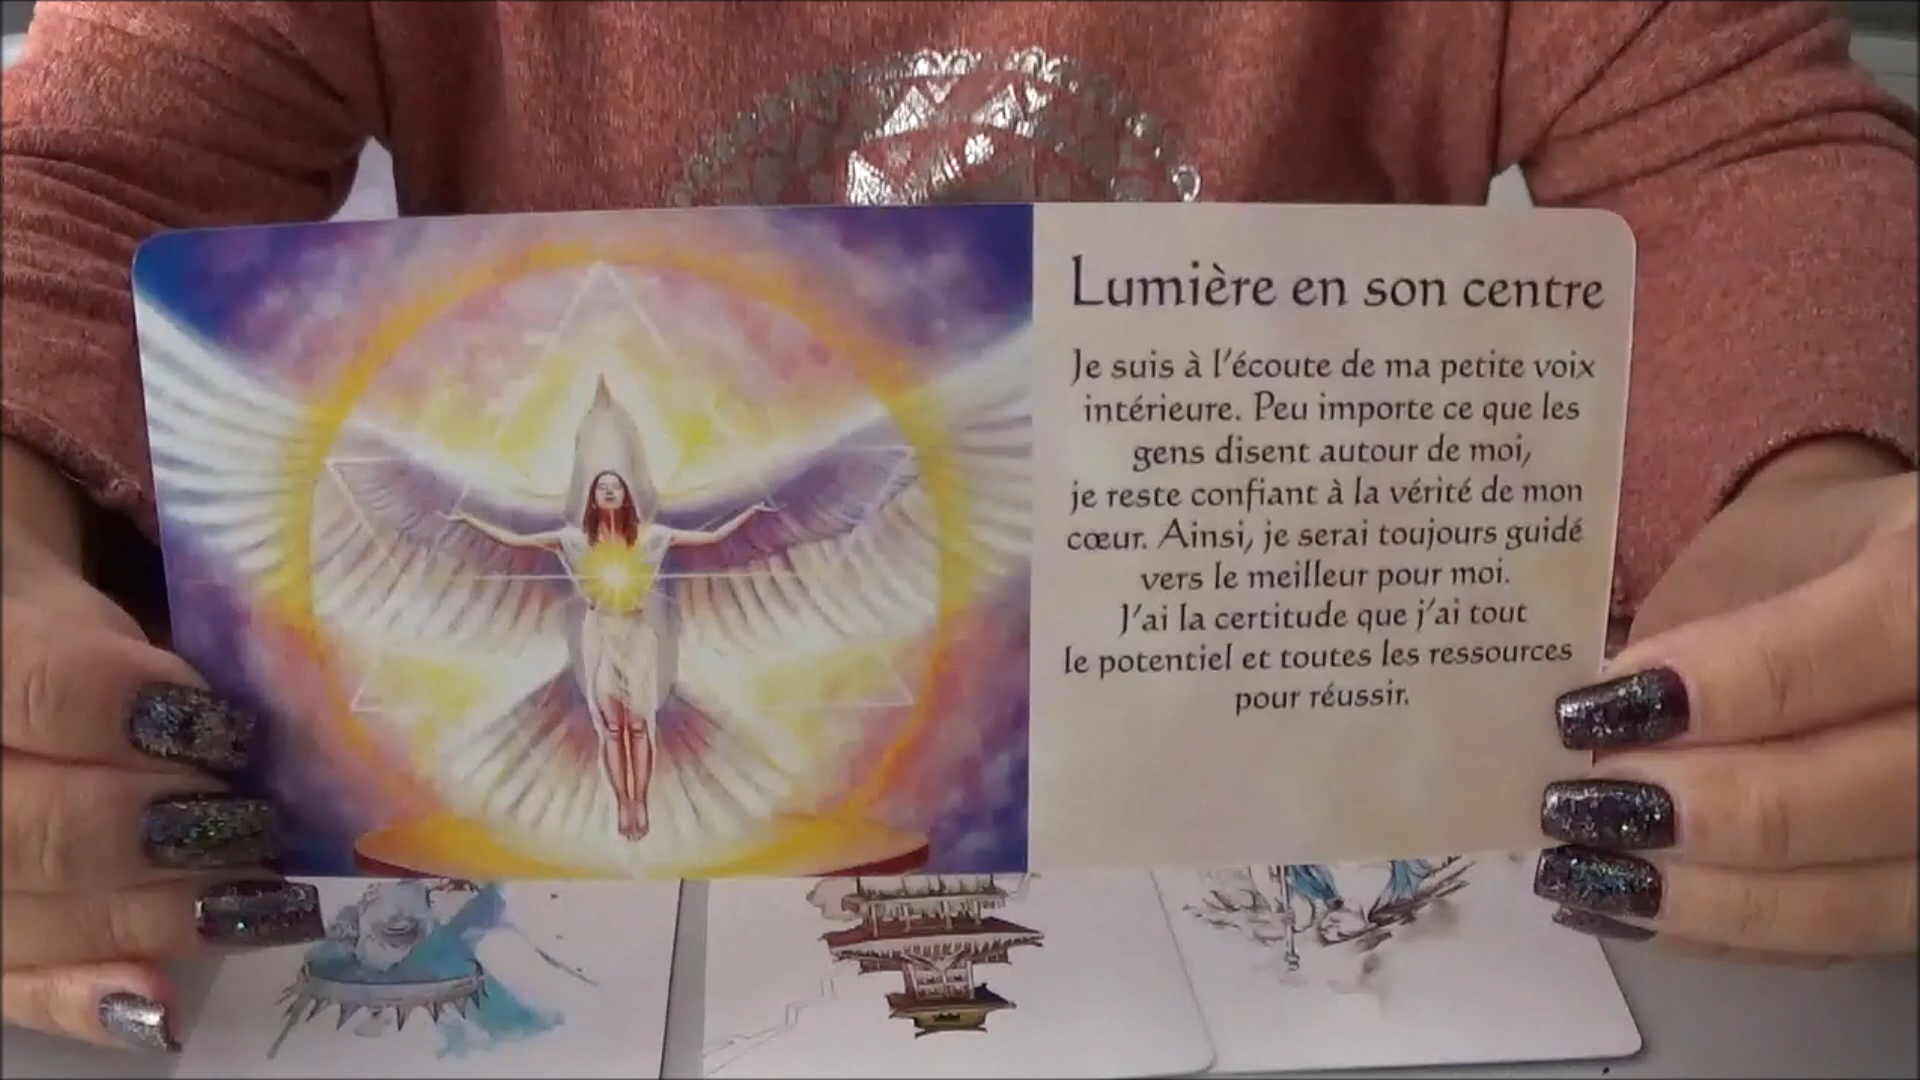 Lumière en son centre
Je suis à l'écoute de ma petite voix
intérieure. Peu importe ce que les
gens disent autour de moi,
je reste confiant à la vérité de mon
cœur. Ainsi, je serai toujours guidé
vers le meilleur pour moi.
J'ai la certitude que j'ai tout
le potentiel et toutes les ressources
pour réussir.